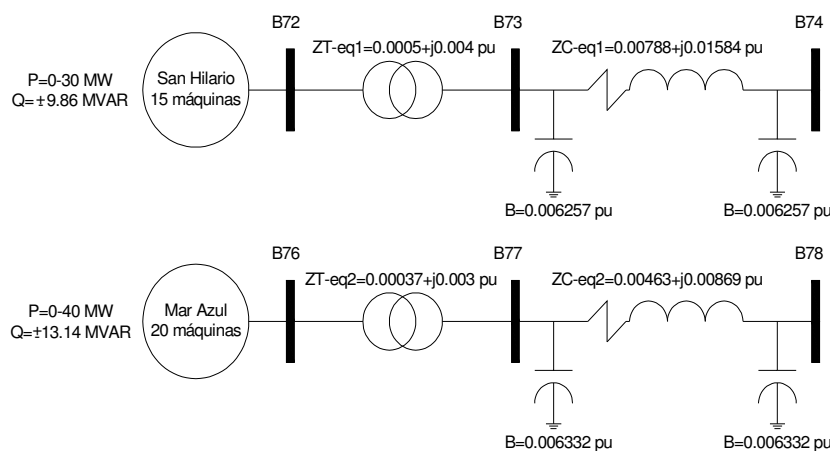 B72
B73
B74
ZT-eq1=0.0005+j0.004 pu
ZC-eq1=0.00788+j0.01584 pu
P=0-30 MW
Q=±9.86 MVAR
San Hilario
15 máquinas
B=0.006257 pu
B=0.006257 pu
B76
B77
B78
ZT-eq2=0.00037+j0.003 pu
ZC-eq2=0.00463+j0.00869 pu
P=0-40 MW
Q=±13.14 MVAR
Mar Azul
20 máquinas
B=0.006332 pu
B=0.006332 pu